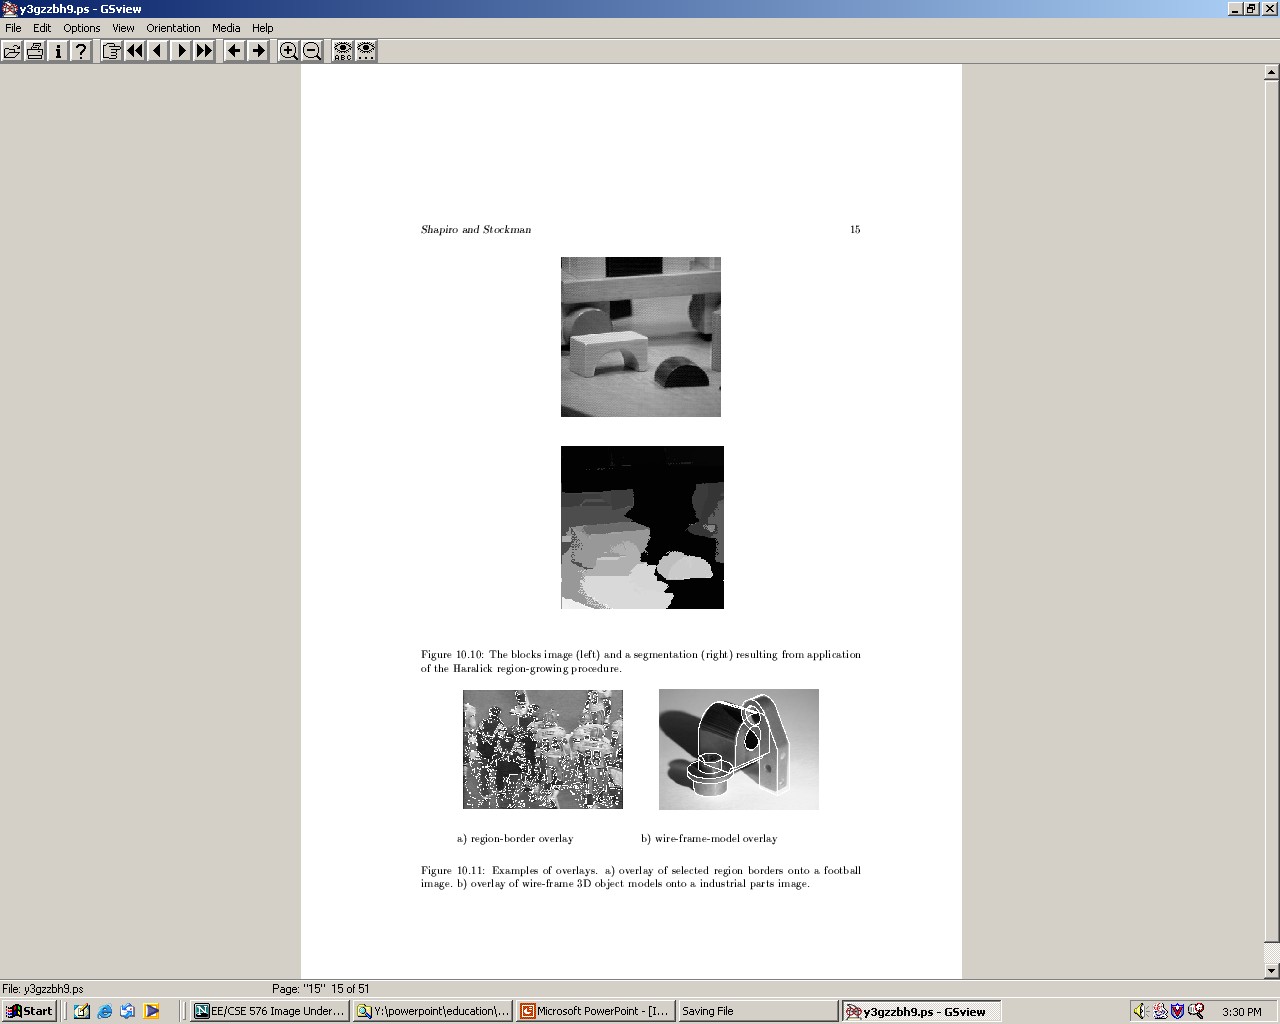 y3gzzbh9.ps - GSview
File Edit Options View Orientation Media Help
ABC
Shapiro and Stockman 15
Figure 10.10: The blocks image (left) and a segmentation (right) resulting from application
of the Haralick region-growing procedure.
a) region-border overlay b) wire-frame-model overlay
Figure 10.11: Examples of overlays. a) overlay of selected region borders onto a football
image. b) overlay of wire-frame 3D object models onto a industrial parts image.
File: y3gzzbh9.ps Page: "15" 15 of 51
Start EE/CSE 576 Image Under... Y:\powerpoint\education\... Microsoft PowerPoint - [I... Saving File y3gzzbh9.ps - GSview 3:30 PM